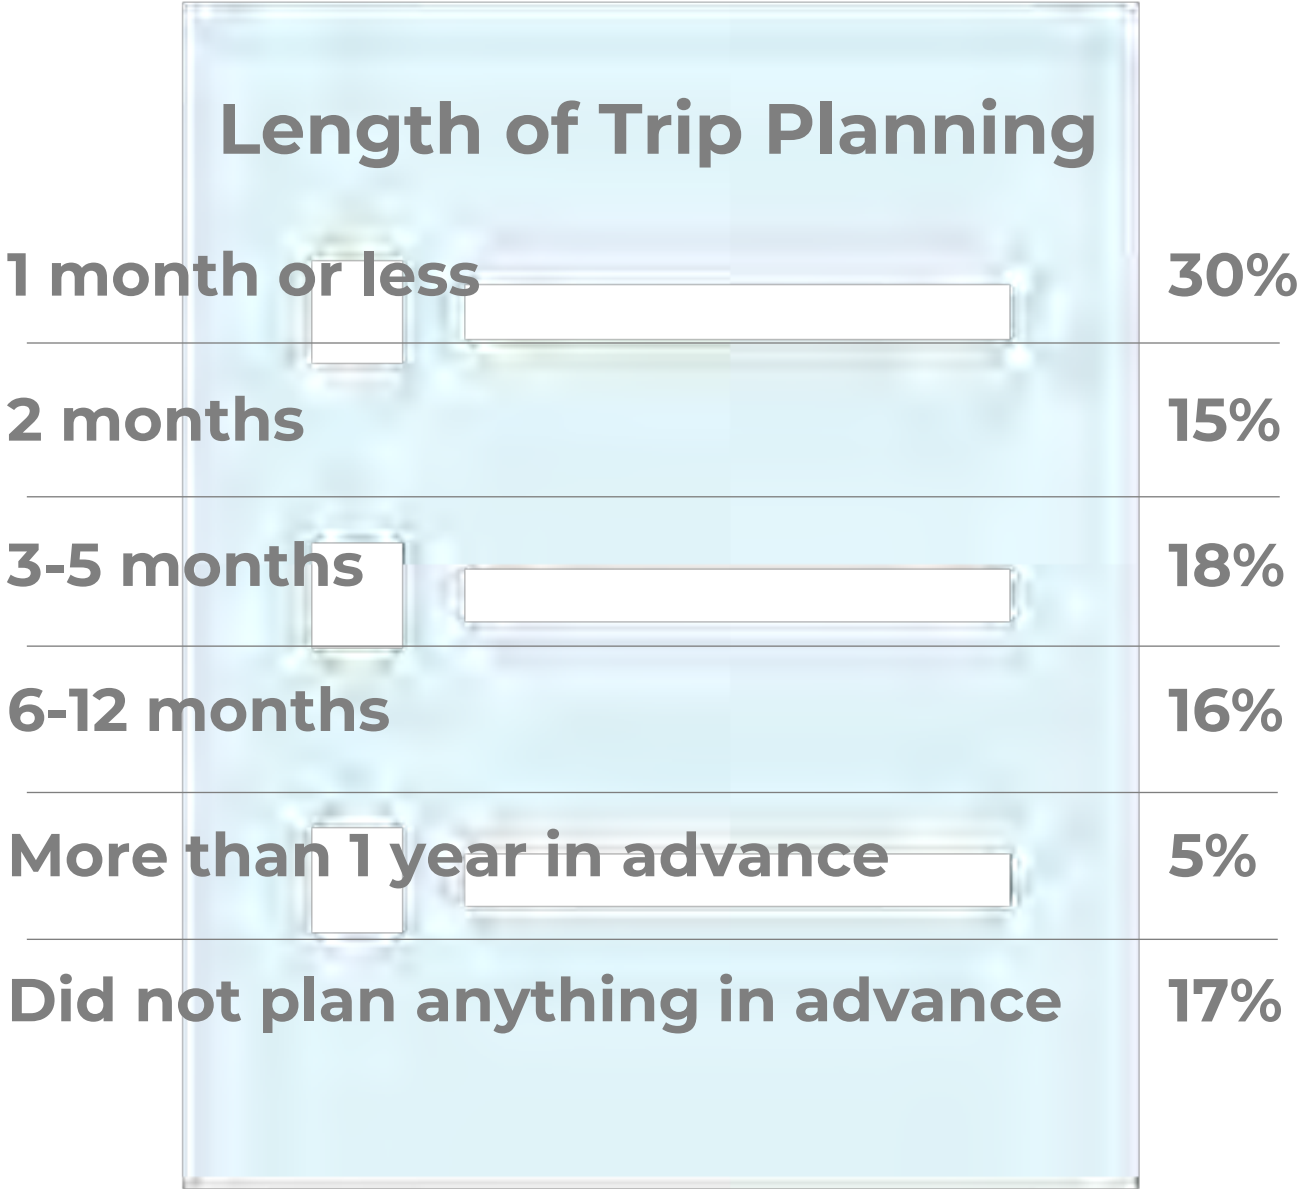 Length of Trip Planning
1 month or less 30%
2 months 15%
3-5 months 18%
6-12 months 16%
More than 1 year in advance 5%
Did not plan anything in advance 17%